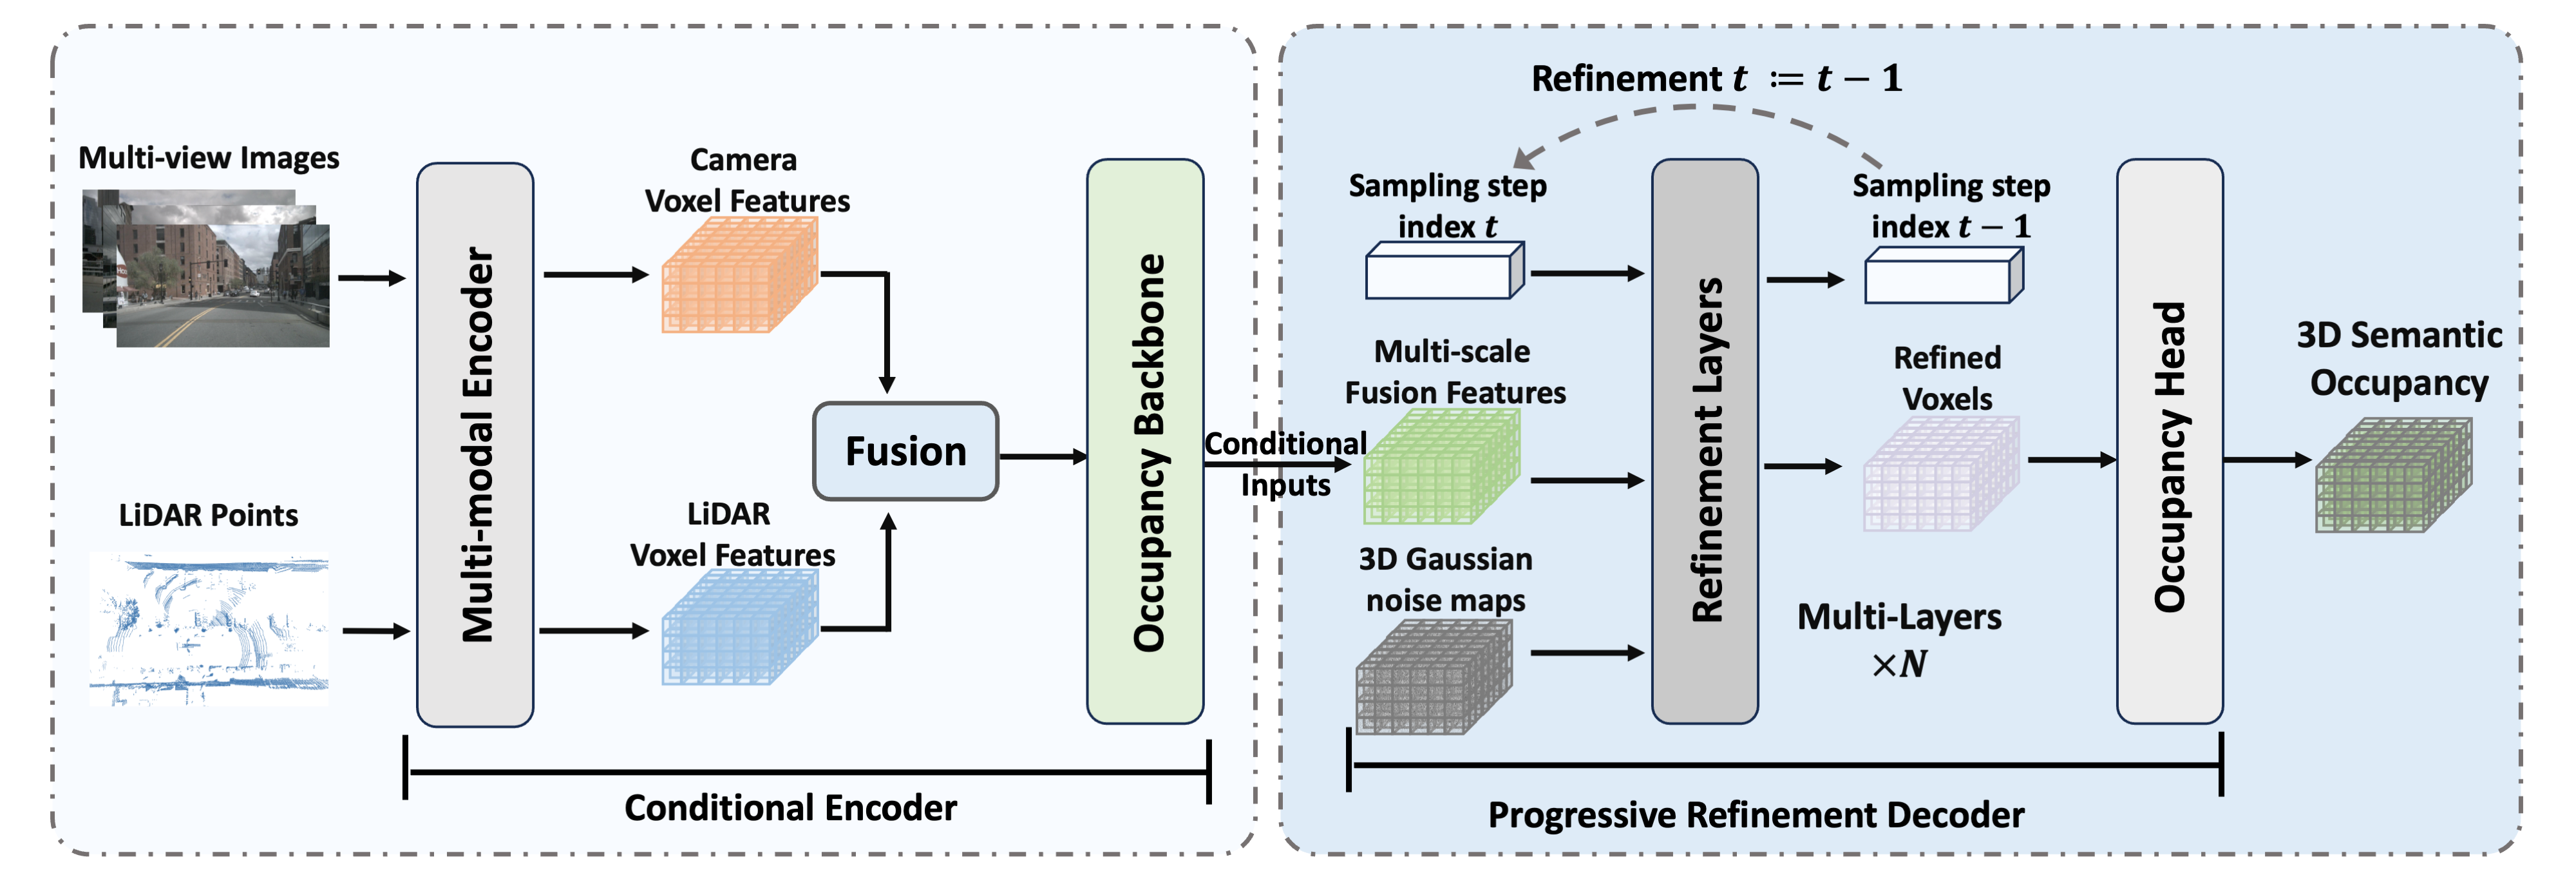 Multi-view Images
LiDAR Points
Multi-modal Encoder
Camera
Voxel Features
LiDAR
Voxel Features
Fusion
Occupancy Backbone
Conditional Encoder
Conditional
Inputs
Refinement t := t − 1
Sampling step
index t
Multi-scale
Fusion Features
3D Gaussian
noise maps
Refinement Layers
Sampling step
index t − 1
Refined
Voxels
Multi-Layers
×N
Occupancy Head
3D Semantic
Occupancy
Progressive Refinement Decoder